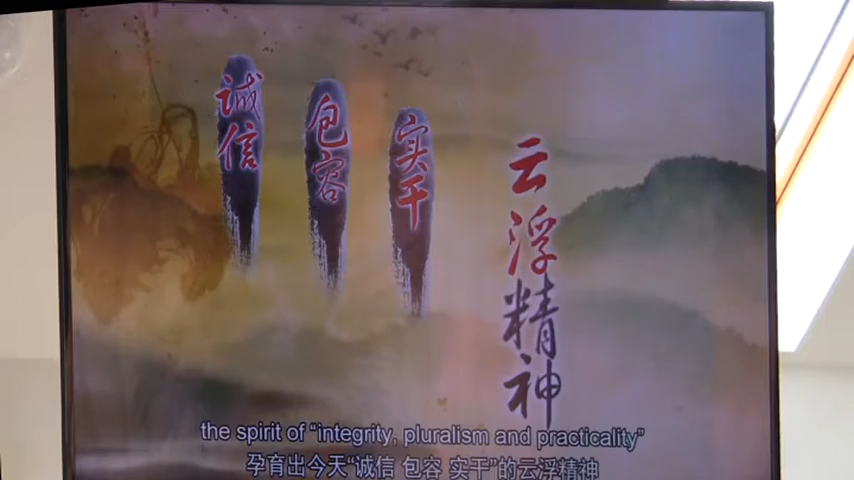 诚信
包容
实干
云浮精神
the spirit of “integrity, pluralism and practicality”
孕育出今天“诚信 包容 实干”的云浮精神